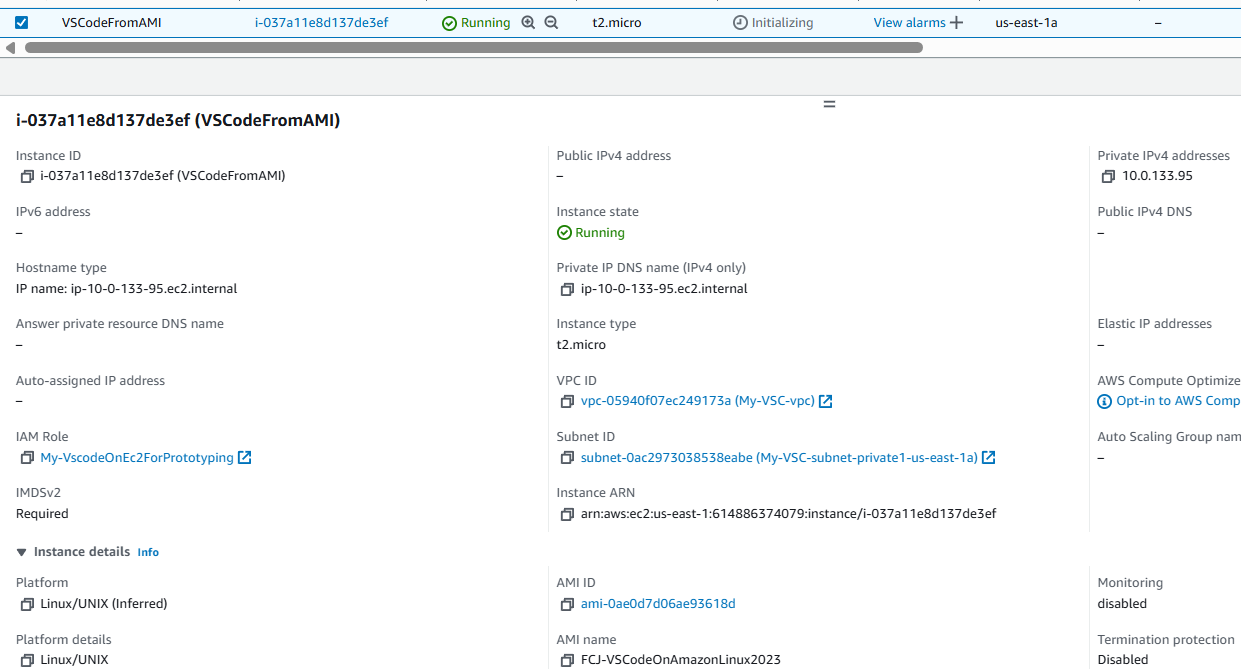 VSCodeFromAMI i-037a11e8d137de3ef Running t2.micro Initializing View alarms + us-east-1a –
i-037a11e8d137de3ef (VSCodeFromAMI)
Instance ID Public IPv4 address Private IPv4 addresses
i-037a11e8d137de3ef (VSCodeFromAMI) – 10.0.133.95
IPv6 address Instance state Public IPv4 DNS
– Running –
Hostname type Private IP DNS name (IPv4 only)
IP name: ip-10-0-133-95.ec2.internal ip-10-0-133-95.ec2.internal
Answer private resource DNS name Instance type Elastic IP addresses
– t2.micro –
Auto-assigned IP address VPC ID AWS Compute Optimize
– vpc-05940f07ec249173a (My-VSC-vpc) Opt-in to AWS Comp
IAM Role Subnet ID Auto Scaling Group nam
My-VscodeOnEc2ForPrototyping subnet-0ac2973038538eabe (My-VSC-subnet-private1-us-east-1a) –
IMDSv2 Instance ARN
Required arn:aws:ec2:us-east-1:614886374079:instance/i-037a11e8d137de3ef
Instance details Info
Platform AMI ID Monitoring
Linux/UNIX (Inferred) ami-0ae0d7d06ae93618d disabled
Platform details AMI name Termination protection
Linux/UNIX FCJ-VSCodeOnAmazonLinux2023 Disabled